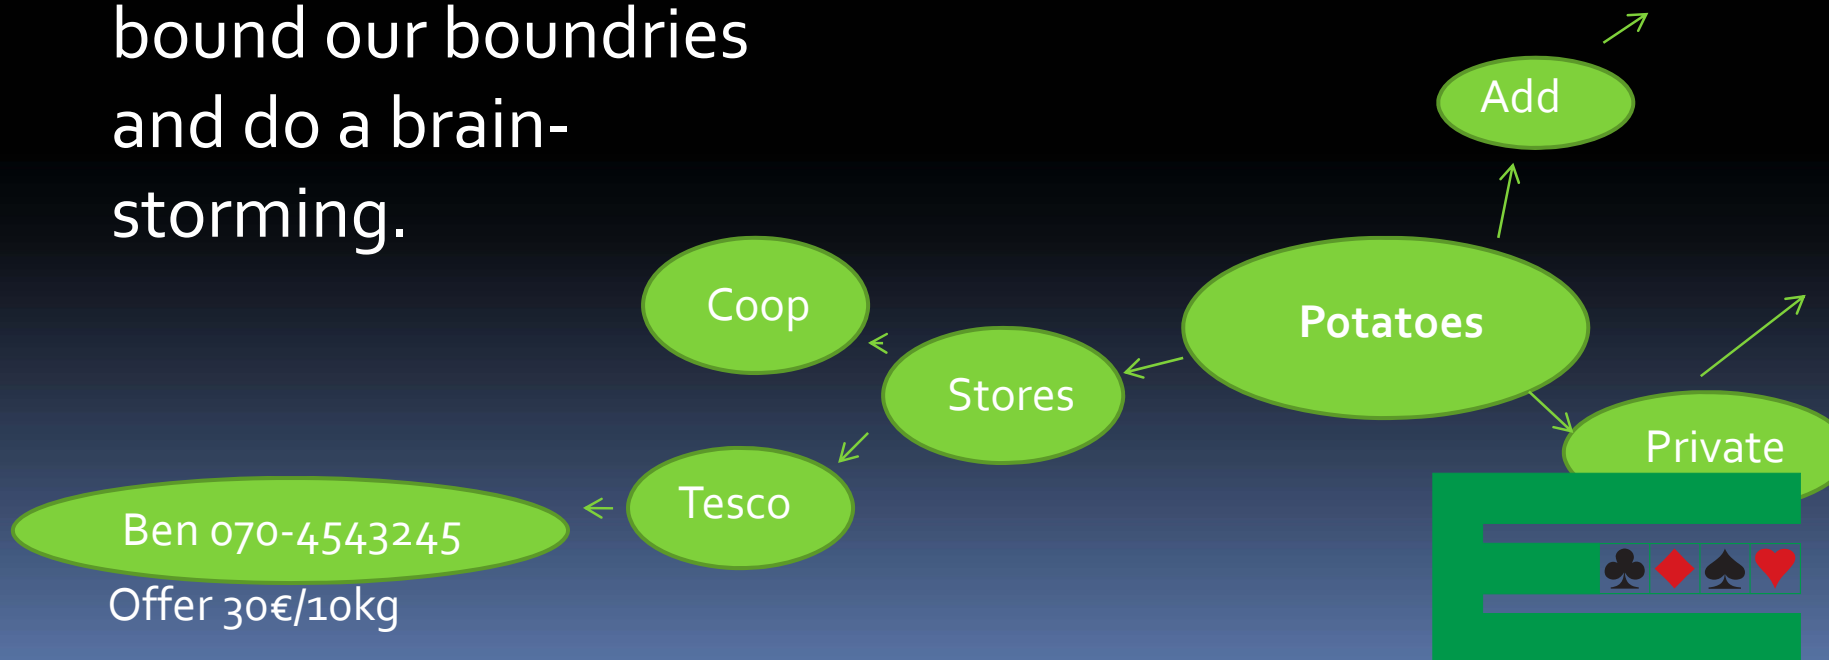 bound our boundries
and do a brain-
storming.
Add
Coop
Potatoes
Stores
Private
Tesco
Ben 070-4543245
Offer 30€/10kg